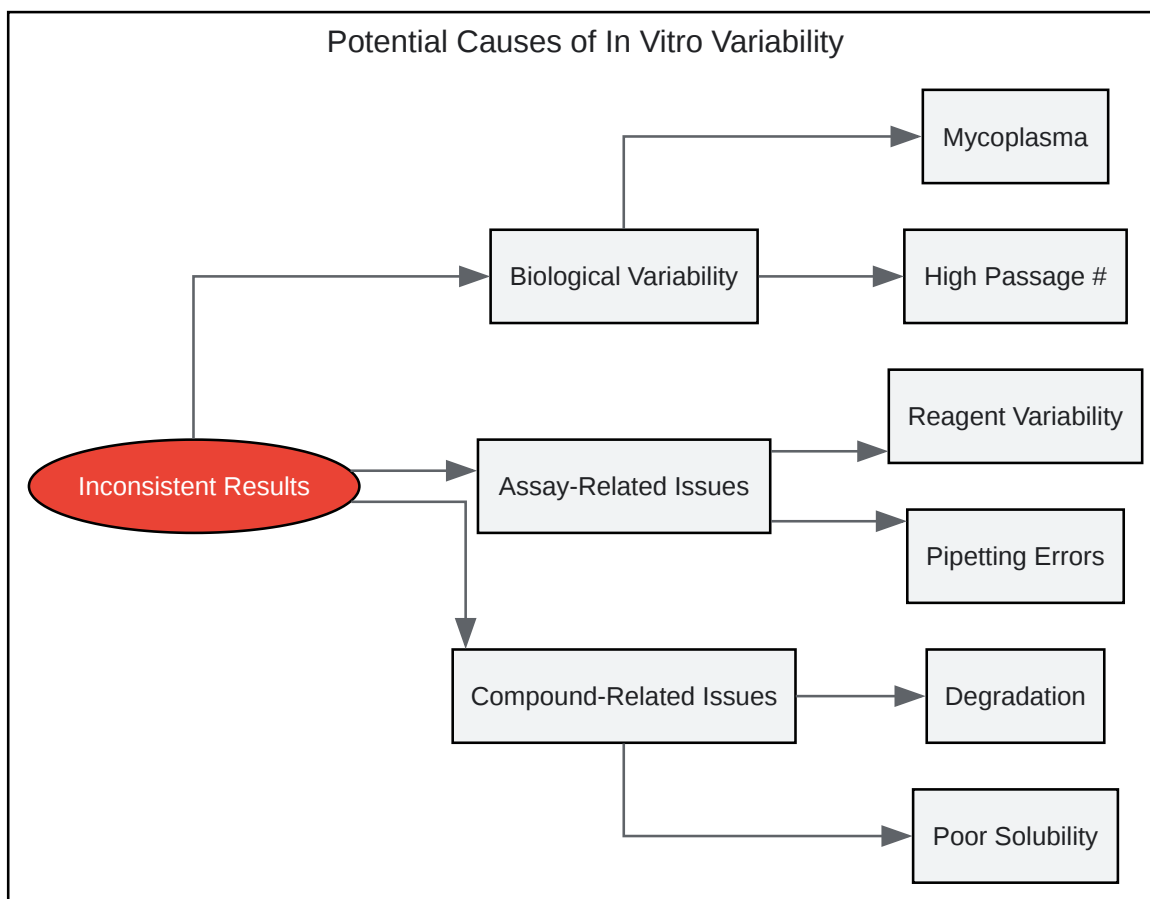 Potential Causes of In Vitro Variability
Mycoplasma
Biological Variability
High Passage #
Reagent Variability
Inconsistent Results
Assay-Related Issues
Pipetting Errors
Compound-Related Issues
Degradation
Poor Solubility